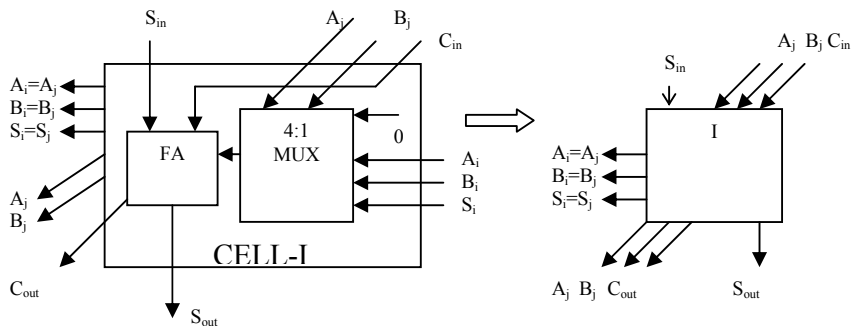 S_in A_j B_j C_in
A_i=A_j
B_i=B_j
S_i=S_j
FA
4:1
MUX
0
A_i
B_i
S_i
A_j
B_j
C_out
CELL-I
S_out
A_j B_j C_in
S_in
I
A_i=A_j
B_i=B_j
S_i=S_j
A_j B_j C_out S_out